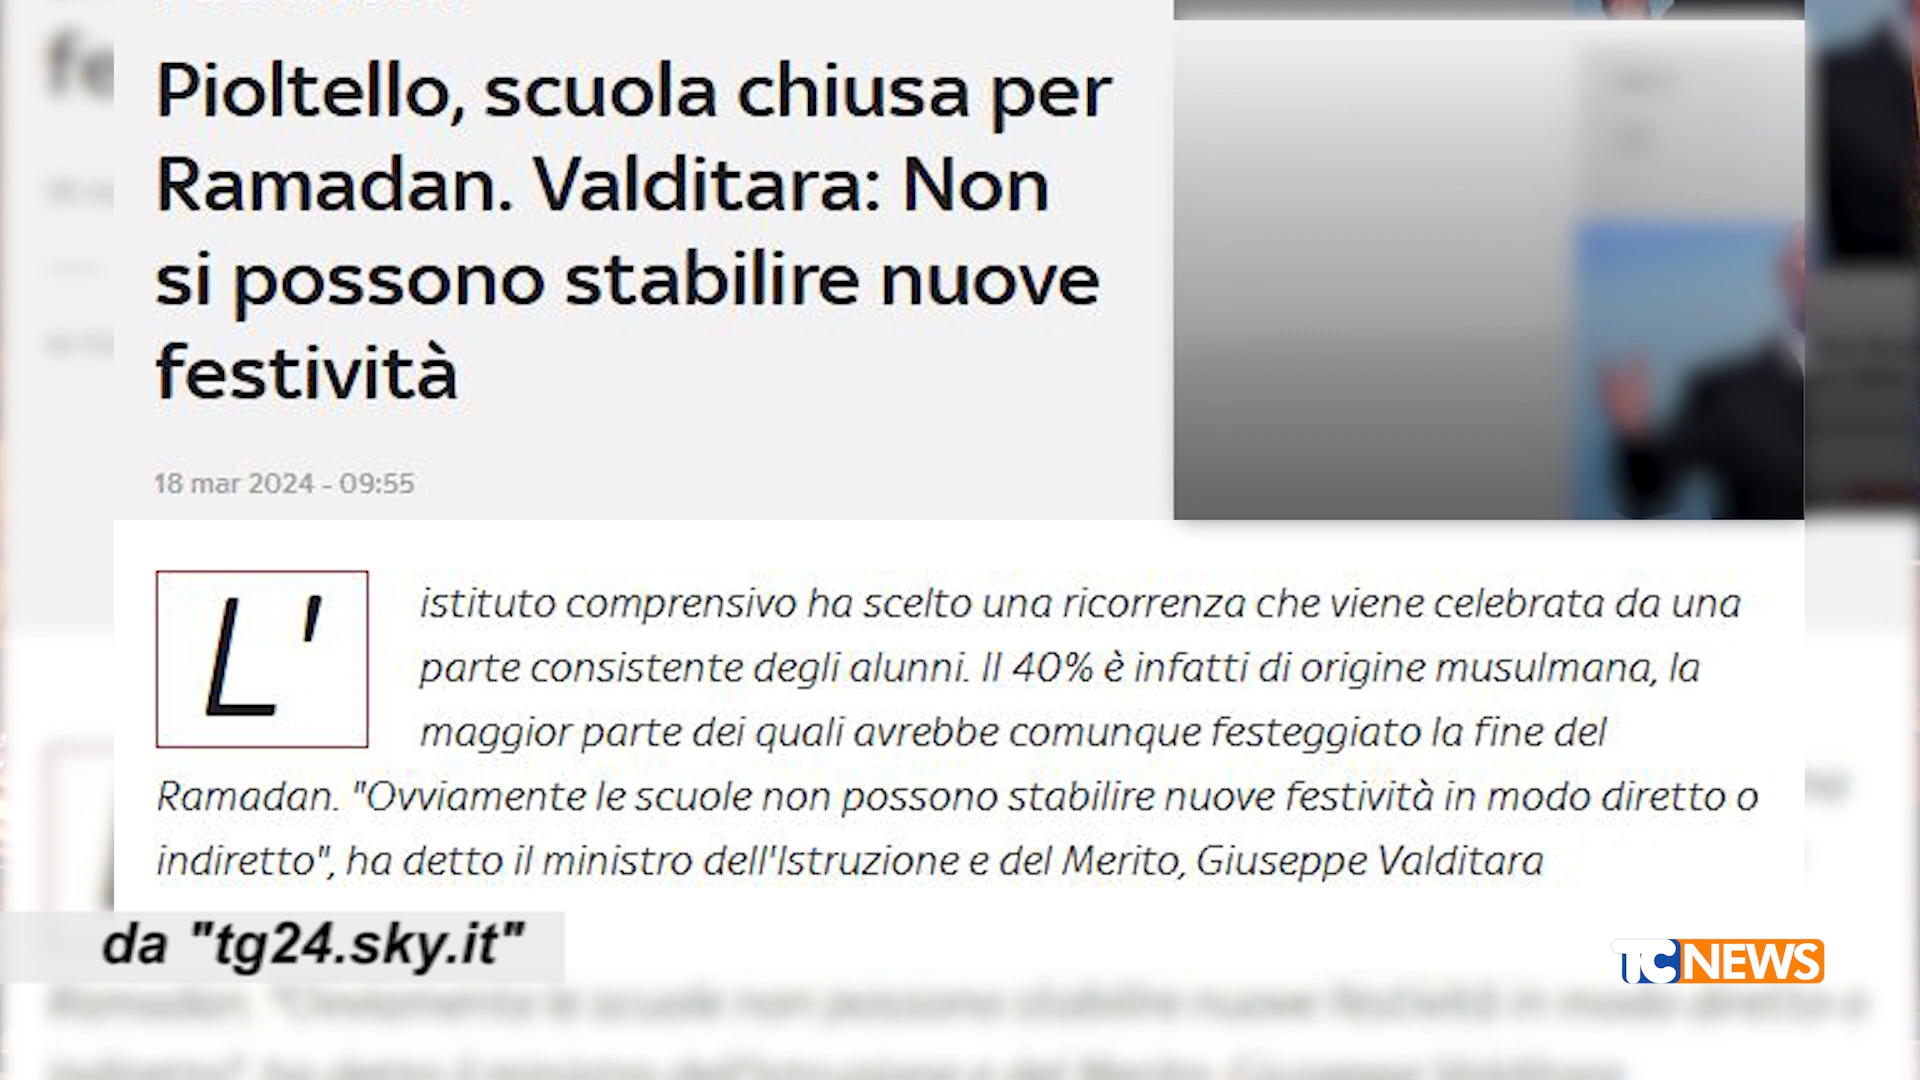 Pioltello, scuola chiusa per
Ramadan. Valditara: Non
si possono stabilire nuove
festività
18 mar 2024 - 09:55
L'
istituto comprensivo ha scelto una ricorrenza che viene celebrata da una
parte consistente degli alunni. Il 40% è infatti di origine musulmana, la
maggior parte dei quali avrebbe comunque festeggiato la fine del
Ramadan. "Ovviamente le scuole non possono stabilire nuove festività in modo diretto o
indiretto", ha detto il ministro dell'Istruzione e del Merito, Giuseppe Valditara
da "tg24.sky.it"
TCNEWS